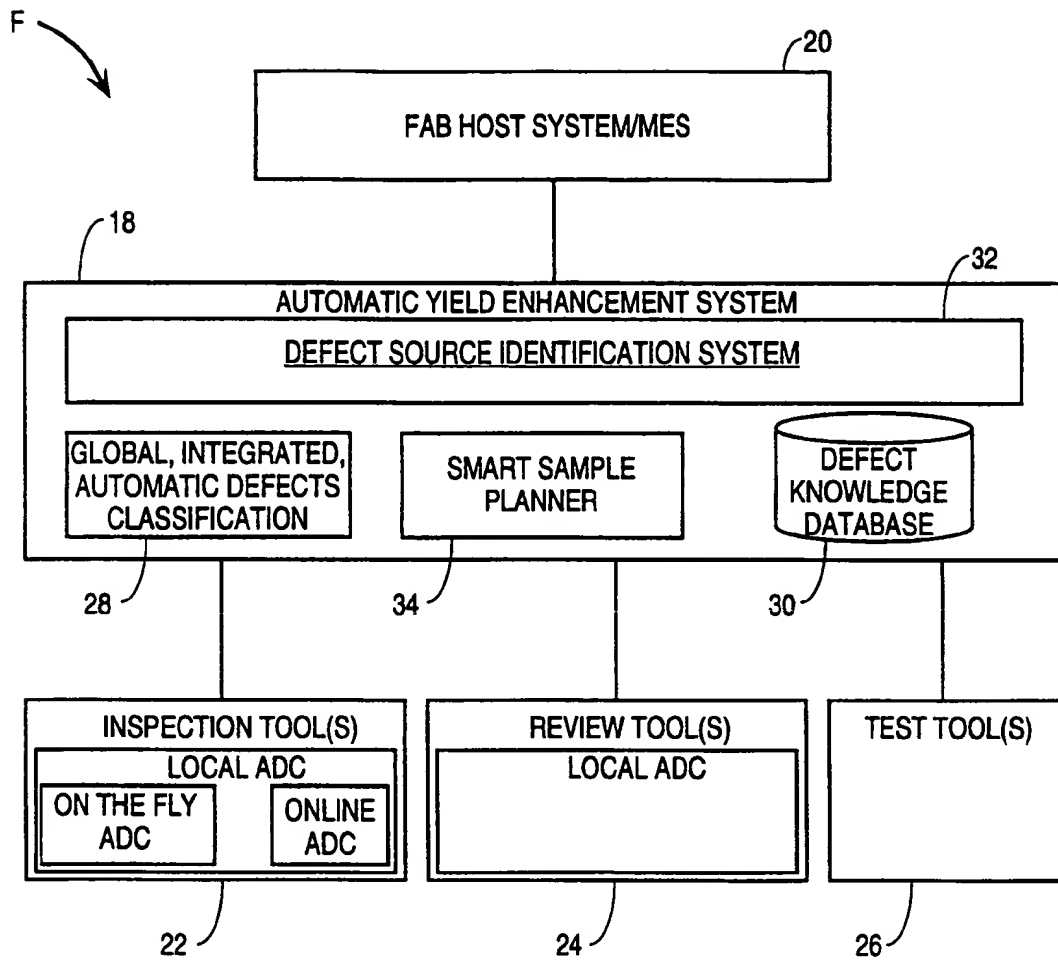 F
20
FAB HOST SYSTEM/MES
18
32
AUTOMATIC YIELD ENHANCEMENT SYSTEM
DEFECT SOURCE IDENTIFICATION SYSTEM
GLOBAL, INTEGRATED,
AUTOMATIC DEFECTS
CLASSIFICATION
SMART SAMPLE
PLANNER
DEFECT
KNOWLEDGE
DATABASE
28
34
30
INSPECTION TOOL(S)
LOCAL ADC
ON THE FLY
ADC
ONLINE
ADC
REVIEW TOOL(S)
LOCAL ADC
TEST TOOL(S)
22
24
26